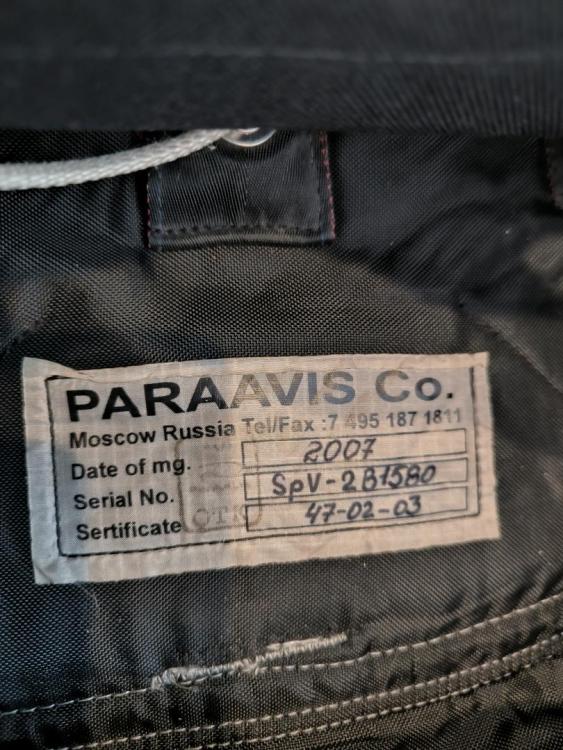 PARAAVIS Co.
Moscow Russia Tel/Fax :7 495 187 1811
Date of mg. 2007
Serial No. SpV-2B1580
Sertificate 47-02-03
OTK